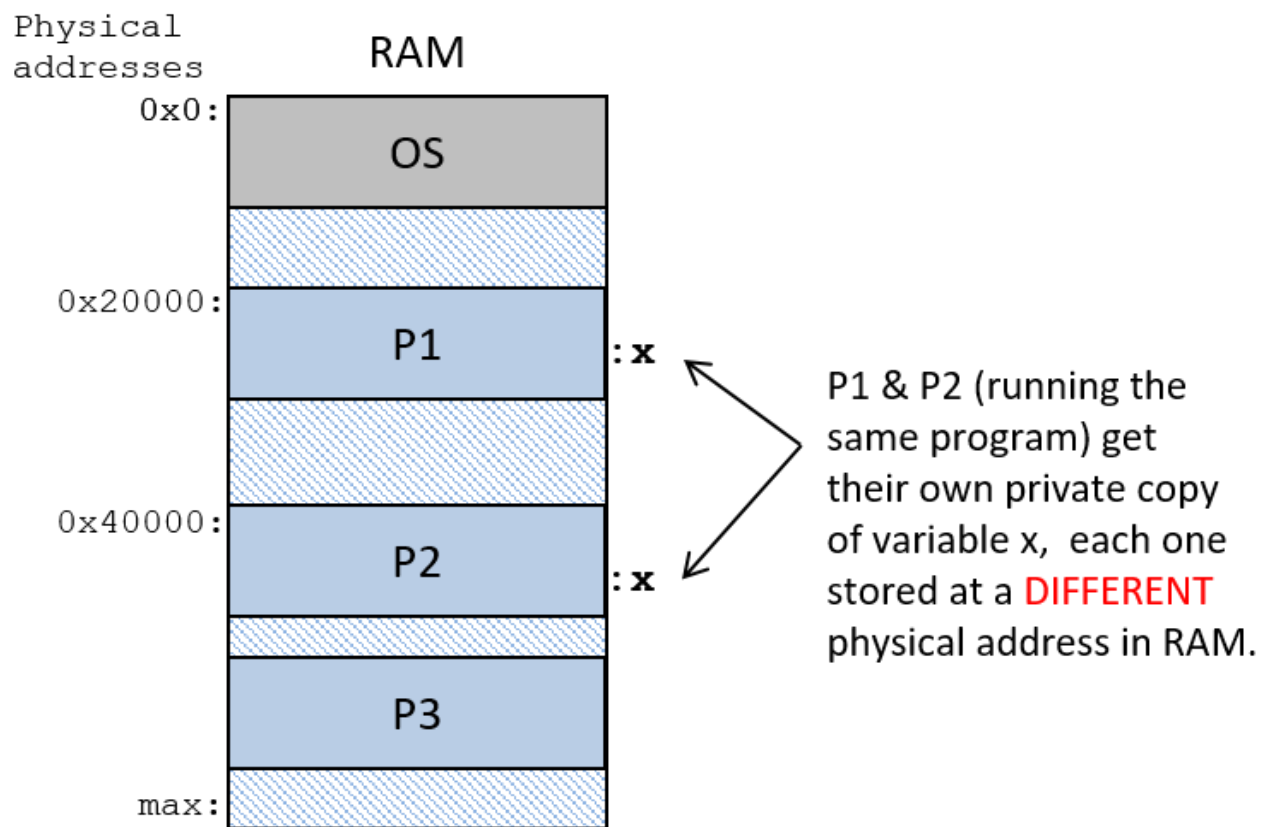 Physical
addresses
RAM
0x0:
OS
0x20000:
P1
:x
0x40000:
P2
:x
P3
max:
P1 & P2 (running the
same program) get
their own private copy
of variable x, each one
stored at a DIFFERENT
physical address in RAM.